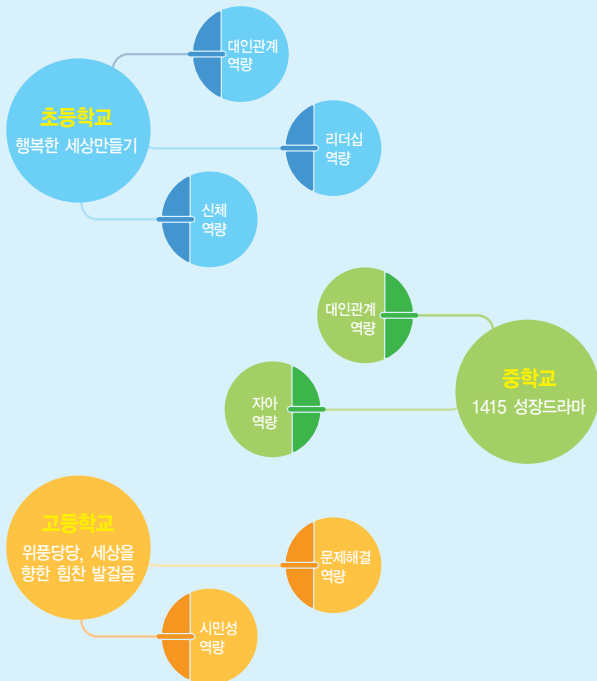 대인관계
역량
초등학교
행복한 세상만들기
리더십
역량
신체
역량
대인관계
역량
중학교
1415 성장드라마
자아
역량
고등학교
위풍당당, 세상을
향한 힘찬 발걸음
문제해결
역량
시민성
역량